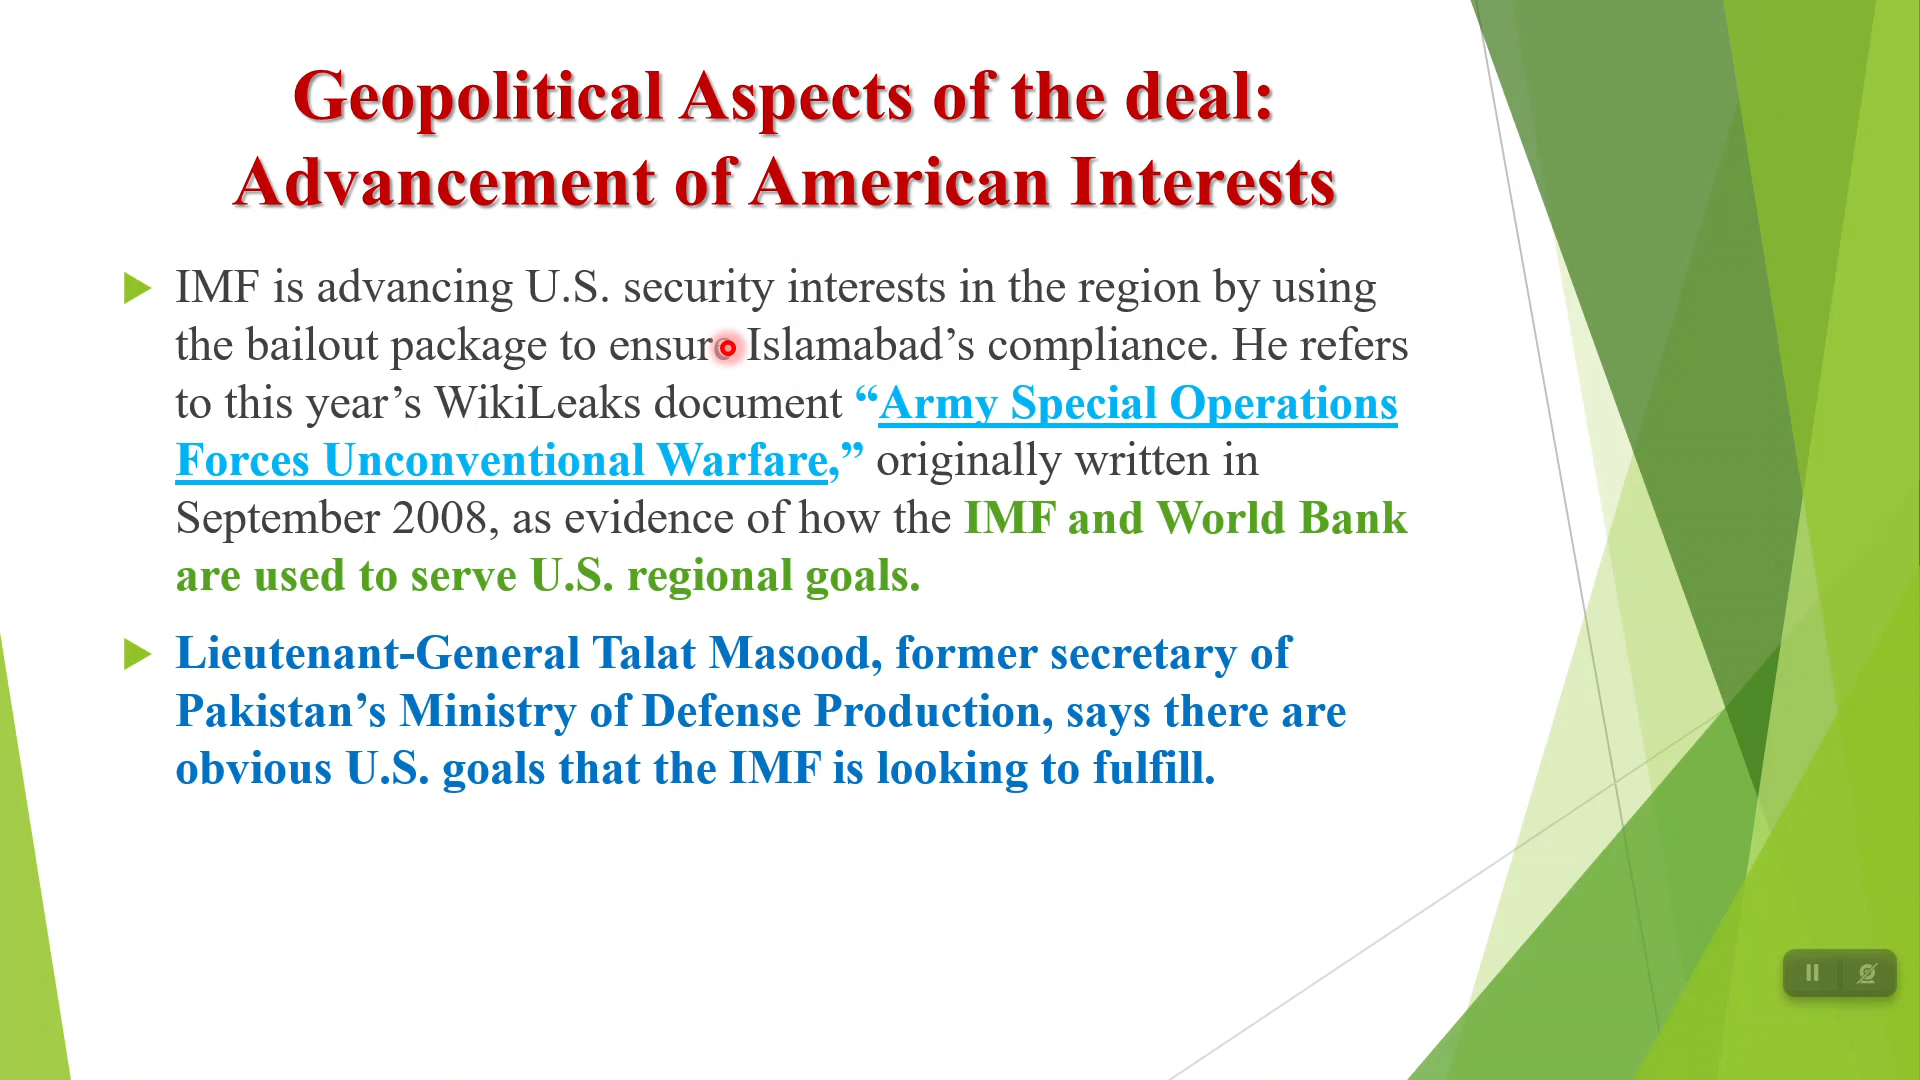 Geopolitical Aspects of the deal:
Advancement of American Interests
IMF is advancing U.S. security interests in the region by using
the bailout package to ensure Islamabad’s compliance. He refers
to this year’s WikiLeaks document “Army Special Operations
Forces Unconventional Warfare,” originally written in
September 2008, as evidence of how the IMF and World Bank
are used to serve U.S. regional goals.
Lieutenant-General Talat Masood, former secretary of
Pakistan’s Ministry of Defense Production, says there are
obvious U.S. goals that the IMF is looking to fulfill.